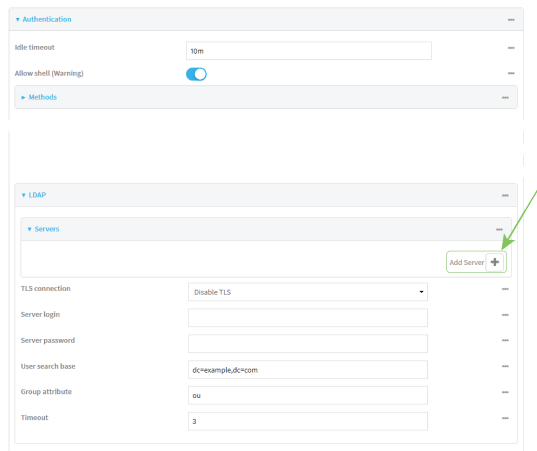 Authentication
Idle timeout
10m
Allow shell (Warning)
Methods
LDAP
Servers
Add Server
TLS connection
Disable TLS
Server login
Server password
User search base
dc=example,dc=com
Group attribute
ou
Timeout
3